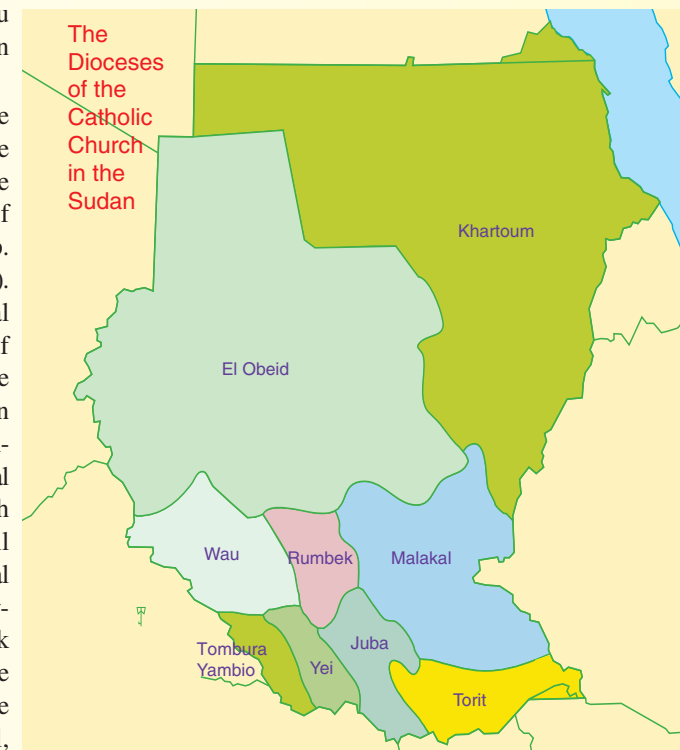 The
Dioceses
of the
Catholic
Church
in the
Sudan
Khartoum
El Obeid
Wau
Rumbek
Malakal
Tombura
Yambio
Yei
Juba
Torit